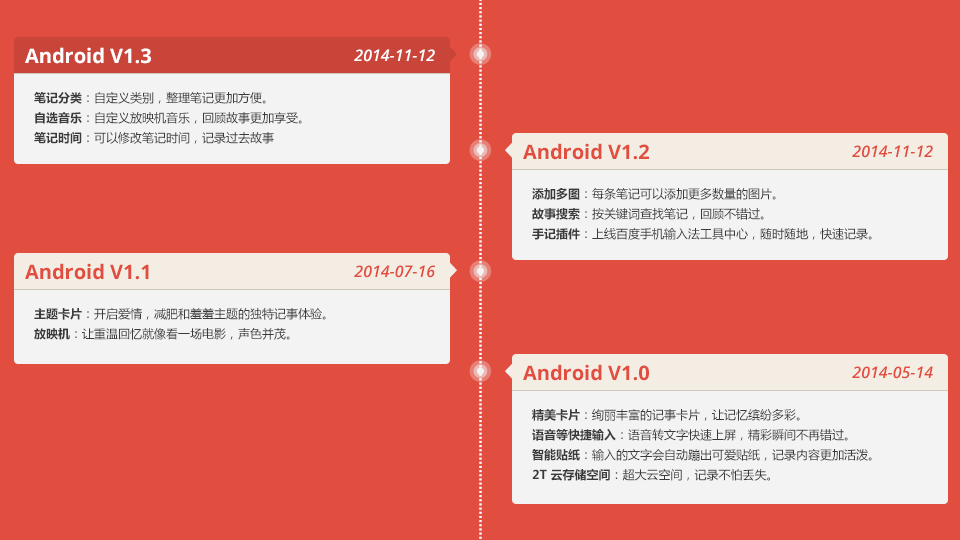 Android V1.3 2014-11-12
笔记分类：自定义类别，整理笔记更加方便。
自选音乐：自定义放映机音乐，回顾故事更加享受。
笔记时间：可以修改笔记时间，记录过去故事
Android V1.2 2014-11-12
添加多图：每条笔记可以添加更多数量的图片。
故事搜索：按关键词查找笔记，回顾不错过。
手记插件：上线百度手机输入法工具中心，随时随地，快速记录。
Android V1.1 2014-07-16
主题卡片：开启爱情，减肥和羞羞主题的独特记事体验。
放映机：让重温回忆就像看一场电影，声色并茂。
Android V1.0 2014-05-14
精美卡片：绚丽丰富的记事卡片，让记忆缤纷多彩。
语音等快捷输入：语音转文字快速上屏，精彩瞬间不再错过。
智能贴纸：输入的文字会自动蹦出可爱贴纸，记录内容更加活泼。
2T 云存储空间：超大云空间，记录不怕丢失。